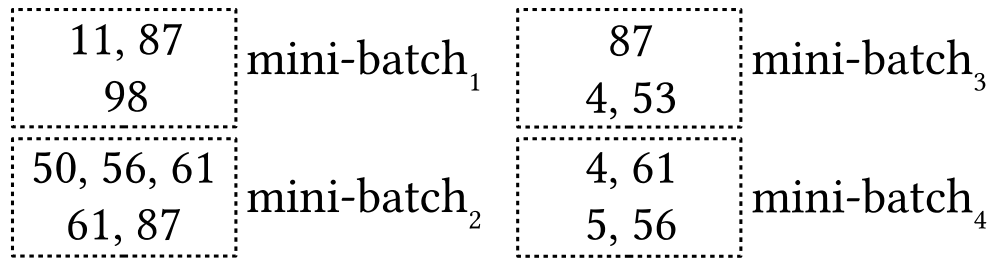 11, 87
98
mini-batch1
50, 56, 61
61, 87
mini-batch2
87
4, 53
mini-batch3
4, 61
5, 56
mini-batch4